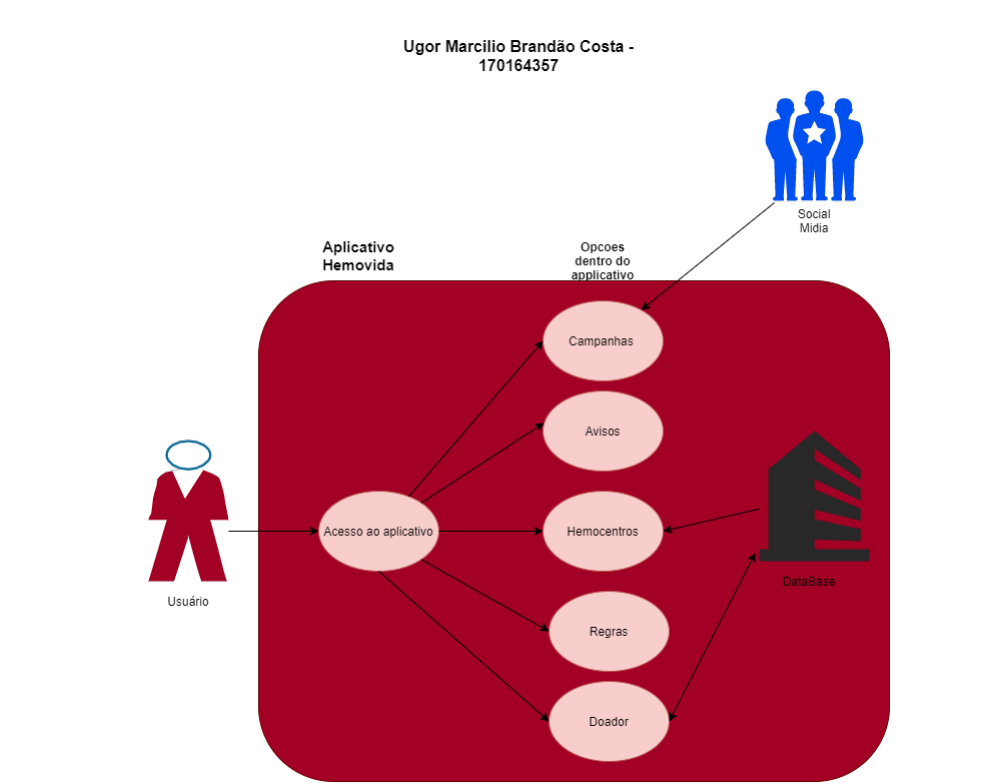 Ugor Marcilio Brandão Costa -
170164357
Social
Midia
Aplicativo
Hemovida
Opcoes
dentro do
applicativo
Campanhas
Avisos
Acesso ao aplicativo
Hemocentros
DataBase
Usuário
Regras
Doador